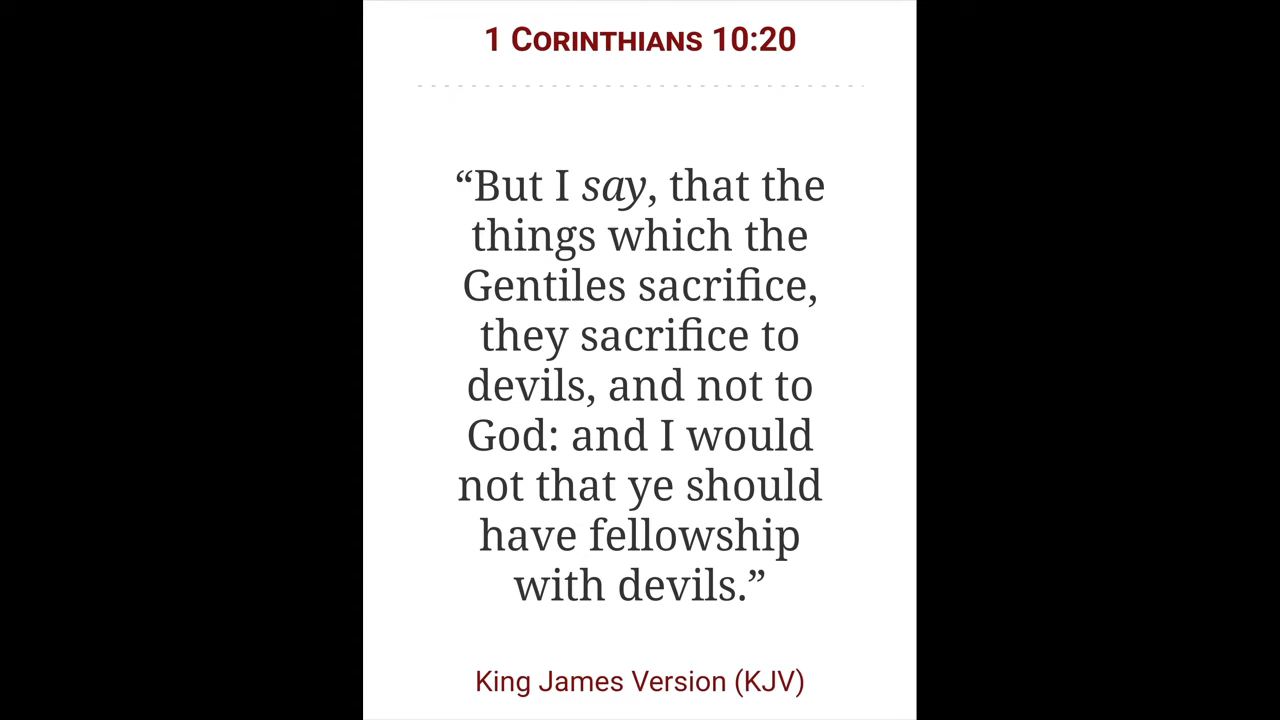 1 Corinthians 10:20
“But I say, that the
things which the
Gentiles sacrifice,
they sacrifice to
devils, and not to
God: and I would
not that ye should
have fellowship
with devils.”
King James Version (KJV)